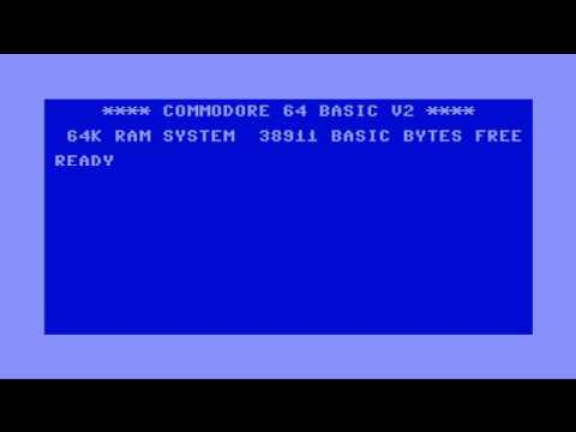 **** COMMODORE 64 BASIC V2 ****
64K RAM SYSTEM  38911 BASIC BYTES FREE
READY